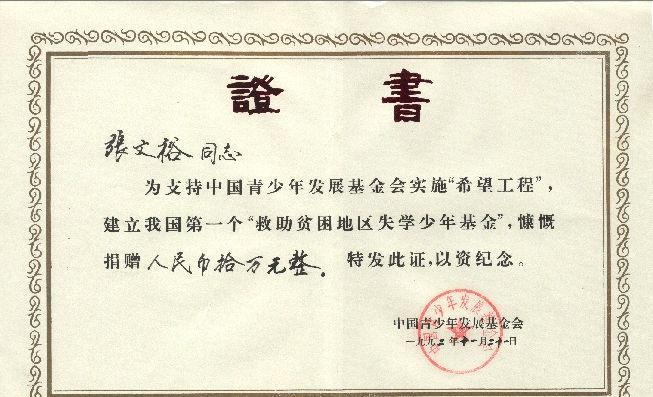 證書
張文裕同志
为支持中国青少年发展基金会实施“希望工程”，
建立我国第一个“救助贫困地区失学少年基金”，慷慨
捐赠人民币拾万元整．特发此证，以资纪念。
中国青少年发展基金会
一九九二年十一月二十一日